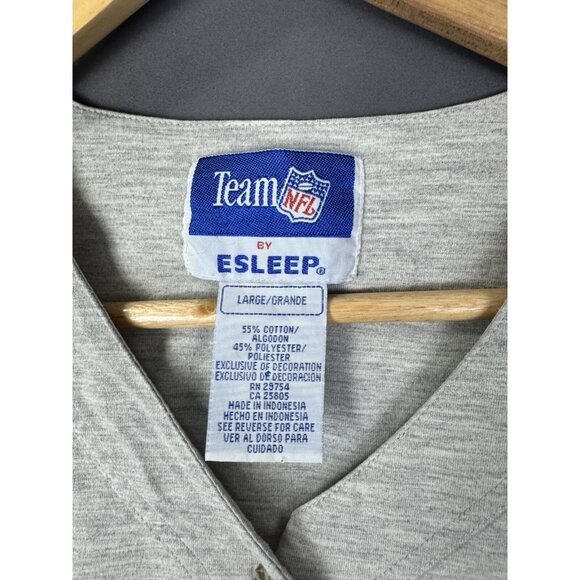 Team NFL
BY
ESLEEP®
LARGE/GRANDE
55% COTTON/
ALGODON
45% POLYESTER/
POLIESTER
EXCLUSIVE OF DECORATION
EXCLUSIVO DE DECORACIÓN
RN 29754
CA 25805
MADE IN INDONESIA
HECHO EN INDONESIA
SEE REVERSE FOR CARE
VER AL DORSO PARA
CUIDADO